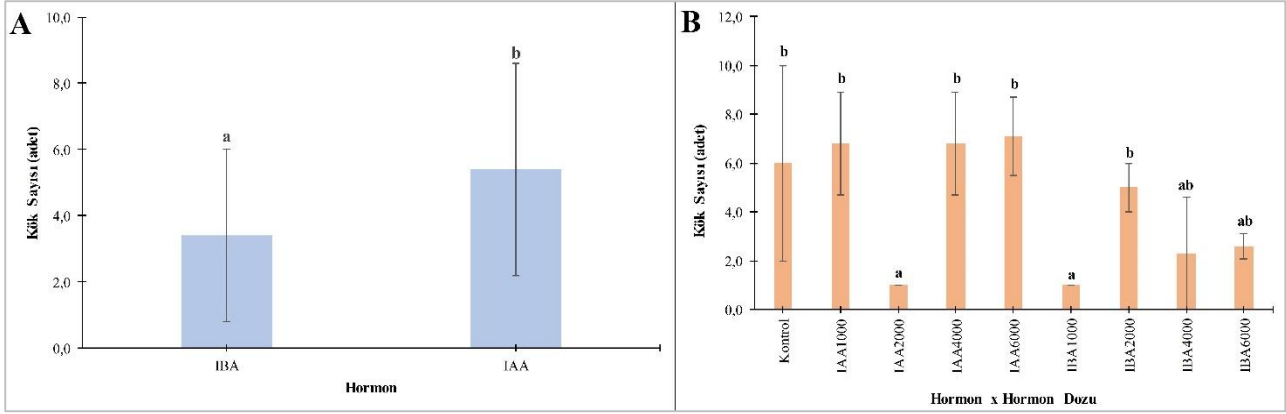 A
10,0
8,0
6,0
4,0
2,0
0,0
Kök Sayısı (adet)
a
b
IBA
IAA
Hormon
B
12,0
10,0
8,0
6,0
4,0
2,0
0,0
Kök Sayısı (adet)
b
b
a
b
b
a
b
ab
ab
Kontrol
IAA1000
IAA2000
IAA4000
IAA6000
IBA1000
IBA2000
IBA4000
IBA6000
Hormon x Hormon Dozu